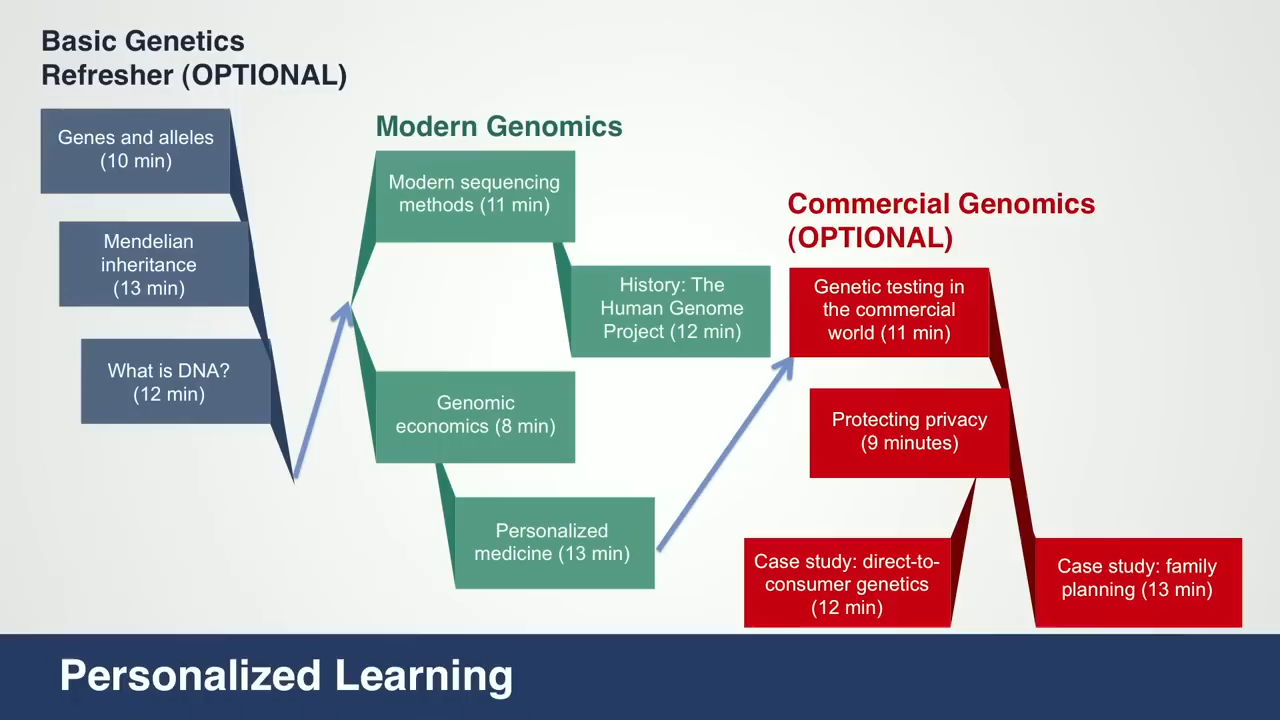 Basic Genetics
Refresher (OPTIONAL)
Genes and alleles
(10 min)
Mendelian
inheritance
(13 min)
What is DNA?
(12 min)
Modern Genomics
Modern sequencing
methods (11 min)
History: The
Human Genome
Project (12 min)
Genomic
economics (8 min)
Personalized
medicine (13 min)
Commercial Genomics
(OPTIONAL)
Genetic testing in
the commercial
world (11 min)
Protecting privacy
(9 minutes)
Case study: direct-to-
consumer genetics
(12 min)
Case study: family
planning (13 min)
Personalized Learning